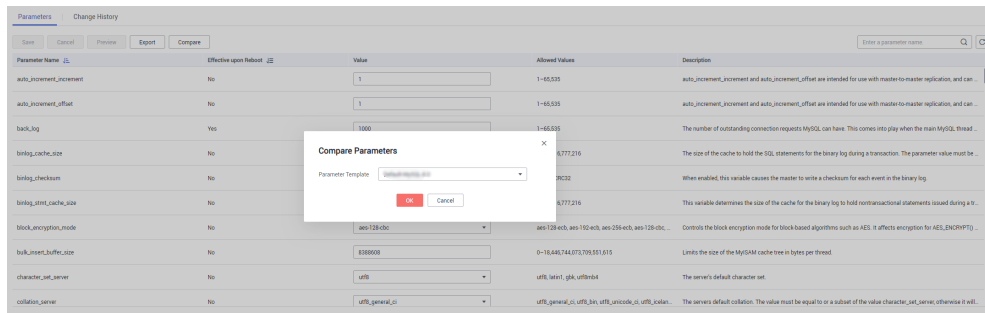 Parameters Change History
Save Cancel Preview Export Compare Enter a parameter name.
Parameter Name Effective upon Reboot Value Allowed Values Description
auto_increment_increment No 1 1–65,535 auto_increment_increment and auto_increment_offset are intended for use with master-to-master replication, and can ...
auto_increment_offset No 1 1–65,535 auto_increment_increment and auto_increment_offset are intended for use with master-to-master replication, and can ...
back_log Yes 1000 1–65,535 The number of outstanding connection requests MySQL can have. This comes into play when the main MySQL thread ...
Compare Parameters
binlog_cache_size No 6,777,216 The size of the cache to hold the SQL statements for the binary log during a transaction. The parameter value must be ...
Parameter Template
binlog_checksum No RC32 When enabled, this variable causes the master to write a checksum for each event in the binary log.
OK Cancel
binlog_stmt_cache_size No 6,777,216 This variable determines the size of the cache for the binary log to hold nontransactional statements issued during a tr...
block_encryption_mode No aes-128-cbc aes-128-ecb, aes-192-ecb, aes-256-ecb, aes-128-cbc, ... Controls the block encryption mode for block-based algorithms such as AES. It affects encryption for AES_ENCRYPT() ...
bulk_insert_buffer_size No 8388608 0–18,446,744,073,709,551,615 Limits the size of the MyISAM cache tree in bytes per thread.
character_set_server No utf8 utf8, latin1, gbk, utf8mb4 The server's default character set.
collation_server No utf8_general_ci utf8_general_ci, utf8_bin, utf8_unicode_ci, utf8_icelan... The servers default collation. The value must be equal to or a subset of the value character_set_server, otherwise it will...